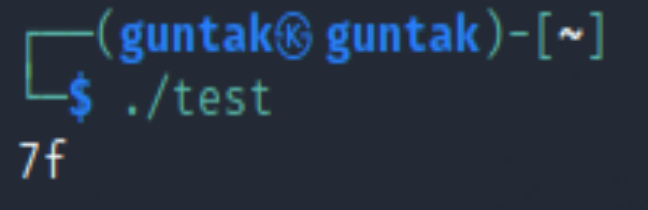 ┌──(guntak㉿guntak)-[~]
└─$ ./test
7f